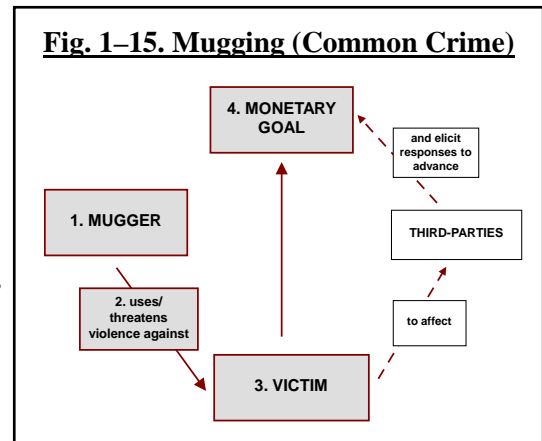 Fig. 1–15. Mugging (Common Crime)
4. MONETARY
GOAL
and elicit
responses to
advance
1. MUGGER
THIRD-PARTIES
2. uses/
threatens
violence against
to affect
3. VICTIM